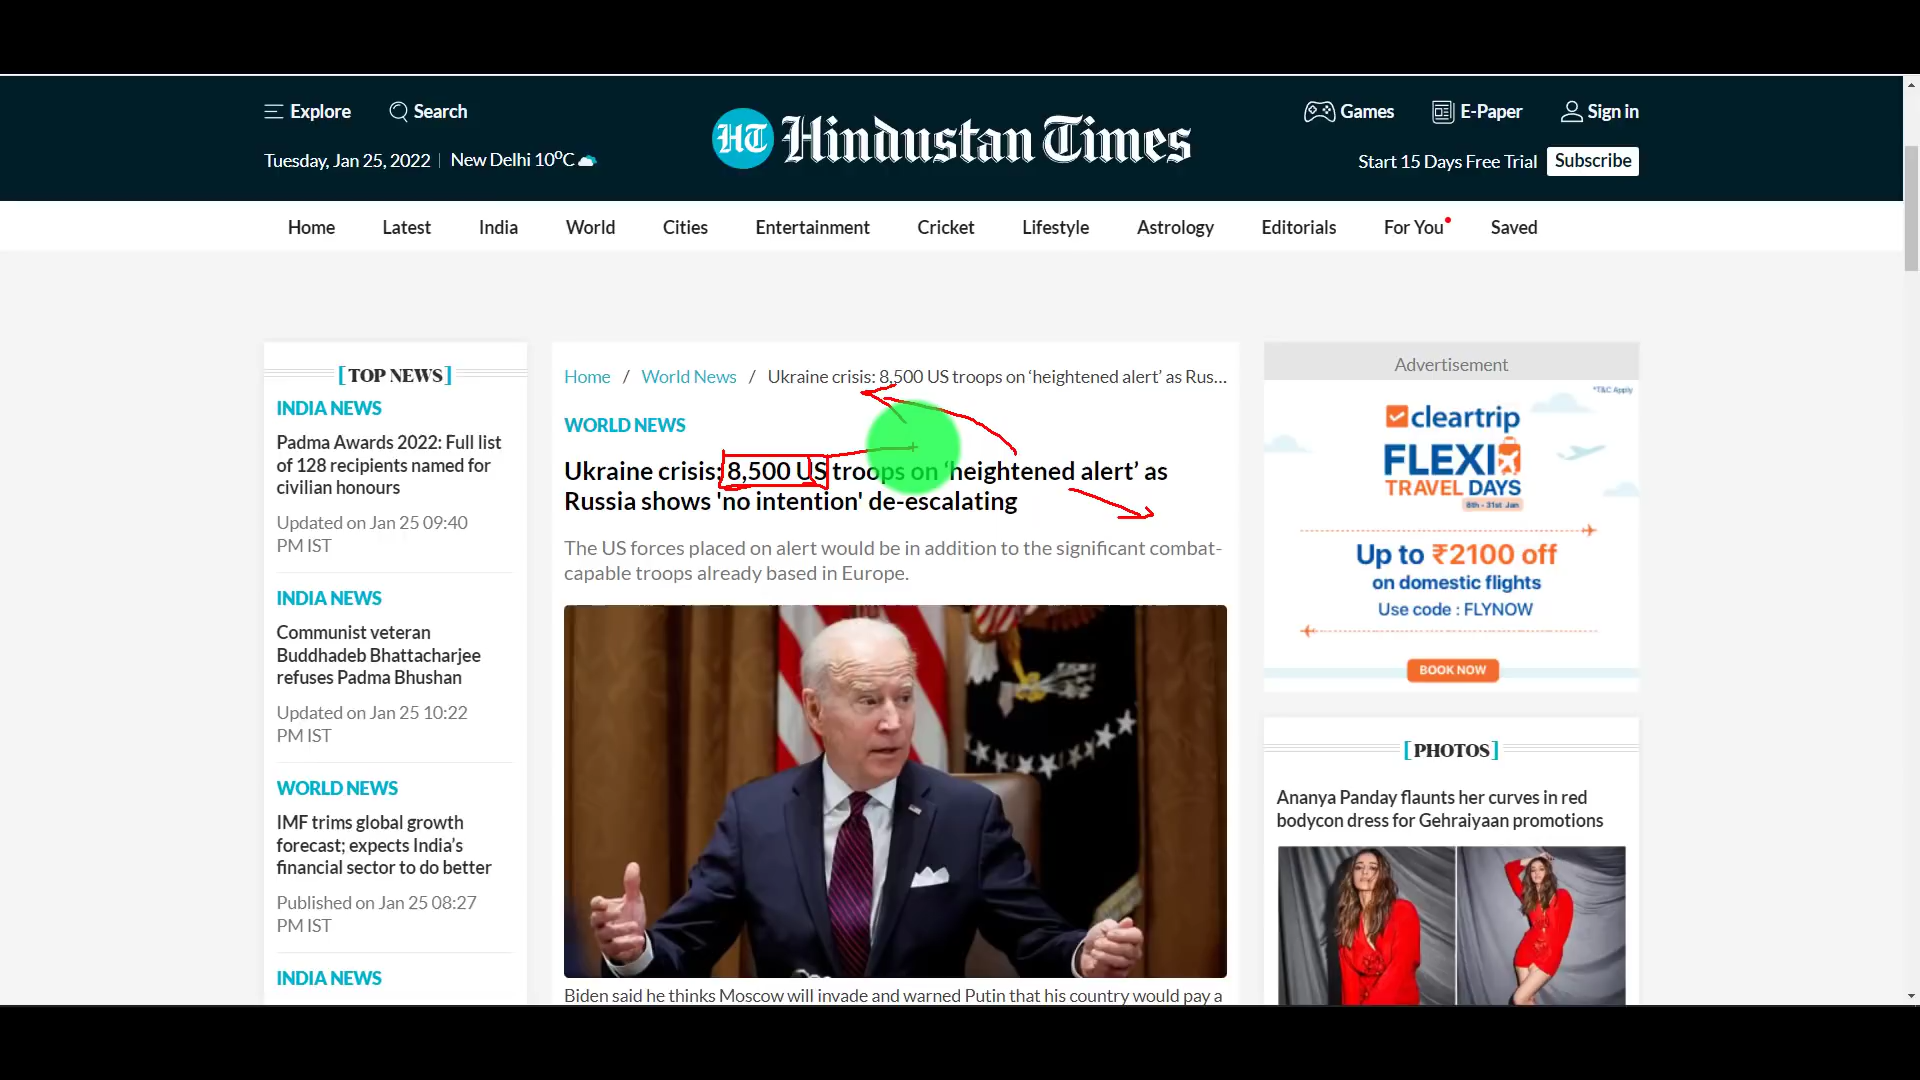 Explore
Search
HT Hindustan Times
Games
E-Paper
Sign in
Tuesday, Jan 25, 2022
New Delhi 10⁰C
Start 15 Days Free Trial
Subscribe
Home
Latest
India
World
Cities
Entertainment
Cricket
Lifestyle
Astrology
Editorials
For You
Saved
[TOP NEWS]
INDIA NEWS
Padma Awards 2022: Full list
of 128 recipients named for
civilian honours
Updated on Jan 25 09:40
PM IST
INDIA NEWS
Communist veteran
Buddhadeb Bhattacharjee
refuses Padma Bhushan
Updated on Jan 25 10:22
PM IST
WORLD NEWS
IMF trims global growth
forecast; expects India's
financial sector to do better
Published on Jan 25 08:27
PM IST
INDIA NEWS
Home / World News / Ukraine crisis: 8,500 US troops on ‘heightened alert’ as Rus...
WORLD NEWS
Ukraine crisis: 8,500 US troops on ‘heightened alert’ as
Russia shows 'no intention' de-escalating
The US forces placed on alert would be in addition to the significant combat-
capable troops already based in Europe.
Biden said he thinks Moscow will invade and warned Putin that his country would pay a
Advertisement
*T&C Apply
cleartrip
FLEXI
TRAVEL DAYS
8th - 31st Jan
Up to ₹2100 off
on domestic flights
Use code : FLYNOW
BOOK NOW
[PHOTOS]
Ananya Panday flaunts her curves in red
bodycon dress for Gehraiyaan promotions